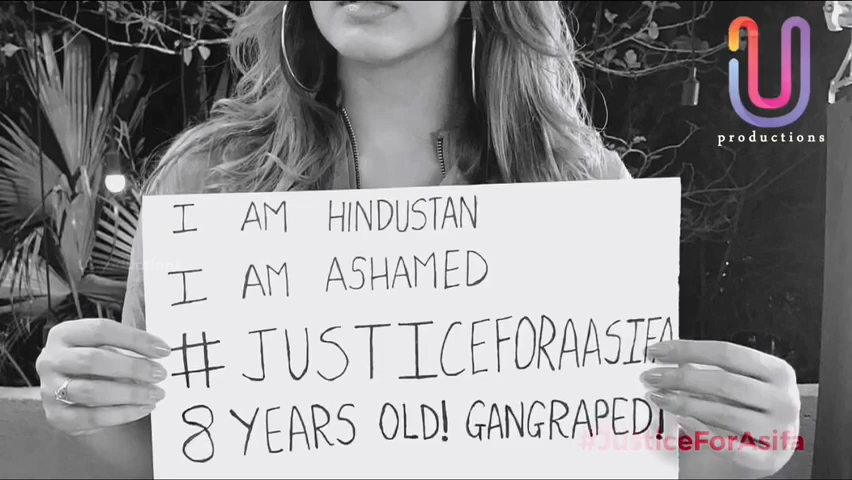 U
productions
I AM HINDUSTAN
I AM ASHAMED
#JUSTICEFORAASIFA
8 YEARS OLD! GANGRAPED!
#JusticeForAsifa